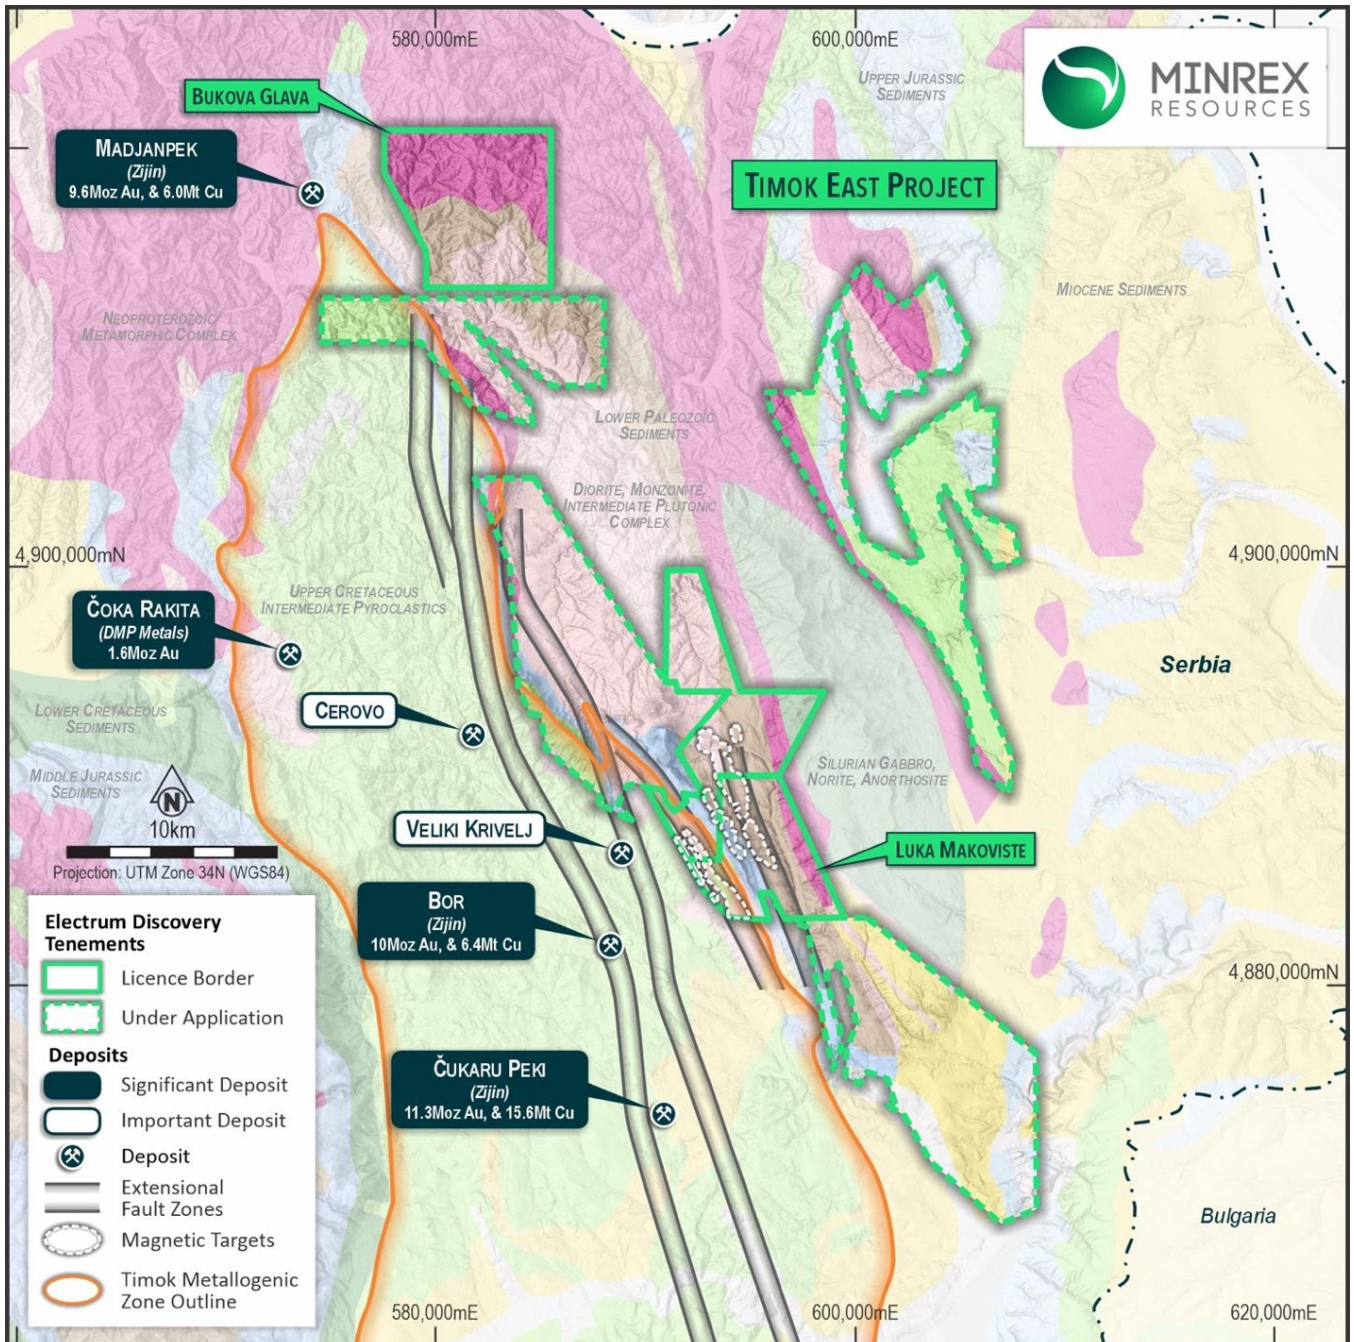 580,000mE
600,000mE
MINREX
RESOURCES
UPPER JURASSIC
SEDIMENTS
BUKOVA GLAVA
MADJANPEK
(Zijin)
9.6Moz Au, & 6.0Mt Cu
TIMOK EAST PROJECT
MIOCENE SEDIMENTS
NEOPROTEROZOIC
METAMORPHIC COMPLEX
LOWER PALEOZOIC
SEDIMENTS
DIORITE, MONZONITE,
INTERMEDIATE PLUTONIC
COMPLEX
4,900,000mN
4,900,000mN
UPPER CRETACEOUS
INTERMEDIATE PYROCLASTICS
ČOKA RAKITA
(DMP Metals)
1.6Moz Au
Serbia
CEROVO
LOWER CRETACEOUS
SEDIMENTS
MIDDLE JURASSIC
SEDIMENTS
SILURIAN GABBRO,
NORITE, ANORTHOSITE
N
10km
Projection: UTM Zone 34N (WGS84)
VELIKI KRIVELJ
LUKA MAKOVISTE
BOR
(Zijin)
10Moz Au, & 6.4Mt Cu
4,880,000mN
ČUKARU PEKI
(Zijin)
11.3Moz Au, & 15.6Mt Cu
Electrum Discovery
Tenements
Licence Border
Under Application
Deposits
Significant Deposit
Important Deposit
Deposit
Extensional
Fault Zones
Magnetic Targets
Timok Metallogenic
Zone Outline
Bulgaria
580,000mE
600,000mE
620,000mE